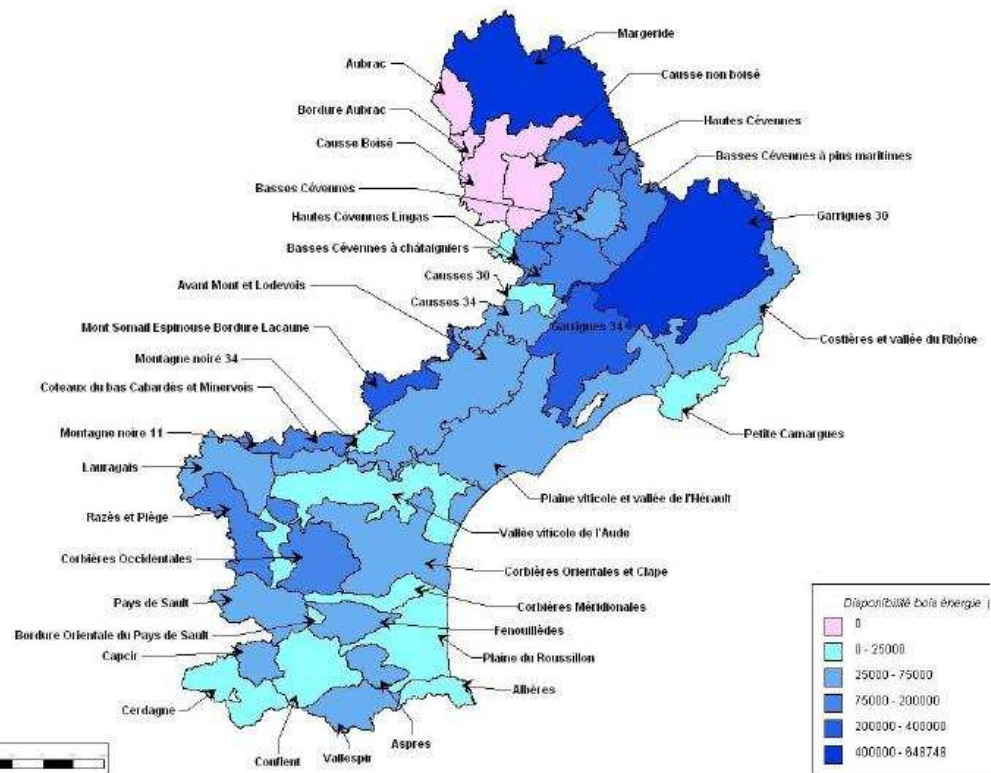 Margeride
Aubrac
Causse non boisé
Bordure Aubrac
Hautes Cévennes
Causse Boisé
Basses Cévennes à pins maritimes
Basses Cévennes
Hautes Cévennes Lingas
Garrigues 30
Basses Cévennes à châtaigniers
Causses 30
Avant Mont et Lodevois
Causses 34
Mont Somail Espinouse Bordure Lacaune
Garrigues 34
Costières et vallée du Rhône
Montagne noire 34
Coteaux du bas Cabardès et Minervois
Montagne noire 11
Petite Camargues
Lauragais
Plaine viticole et vallée de l'Hérault
Razès et Piège
Vallée viticole de l'Aude
Corbières Occidentales
Corbières Orientales et Clape
Pays de Sault
Corbières Méridionales
Bordure Orientale du Pays de Sault
Fenouillèdes
Capcir
Plaine du Roussillon
Albères
Cerdagne
Aspres
Conflent
Vallespir
Disponibilité bois énergie (
0
0 - 25000
25000 - 75000
75000 - 200000
200000 - 400000
400000 - 648748